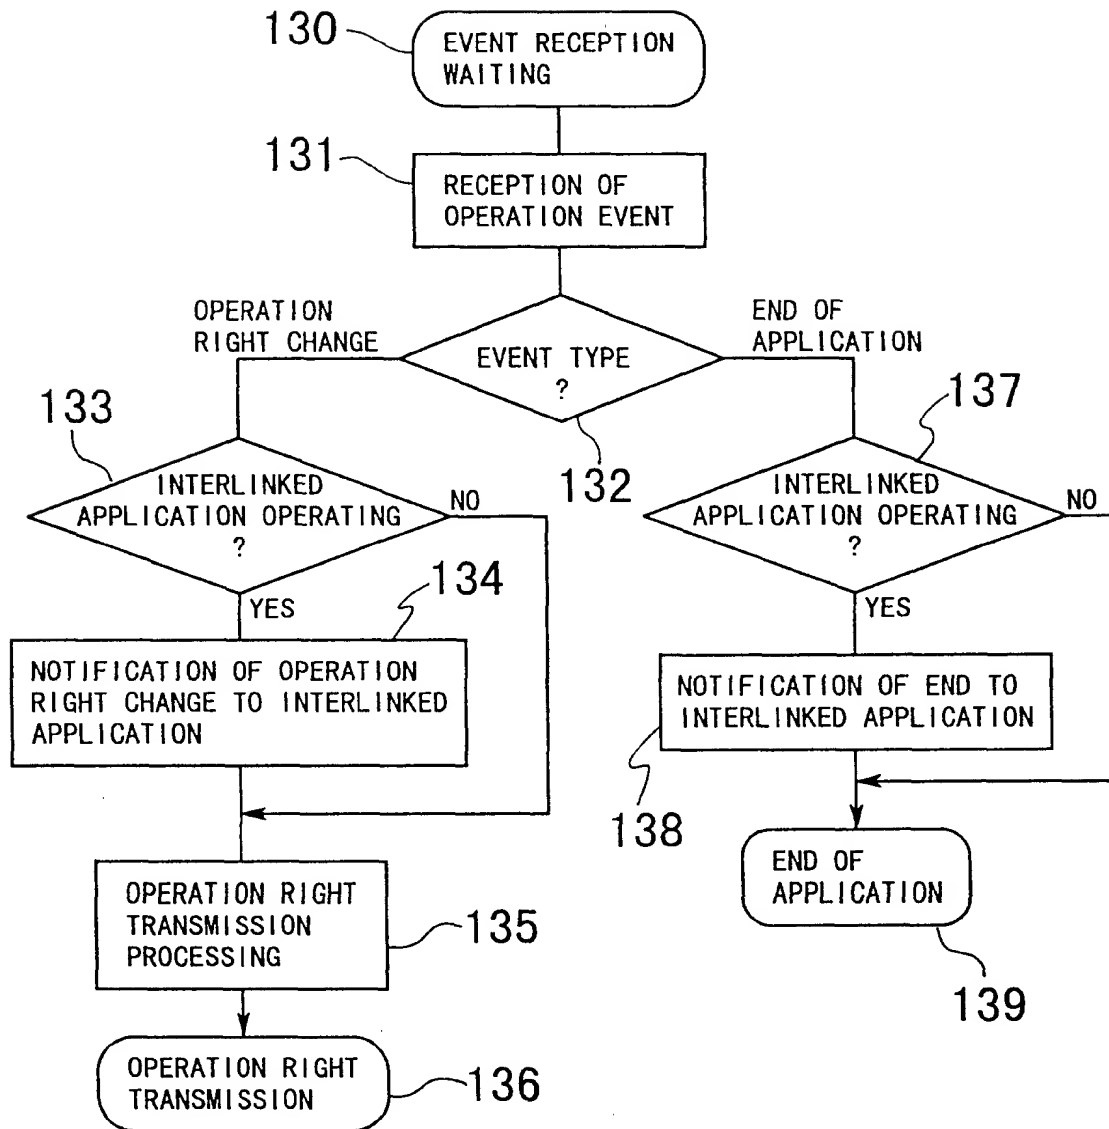 130
EVENT RECEPTION
WAITING
131
RECEPTION OF
OPERATION EVENT
OPERATION
RIGHT CHANGE
END OF
APPLICATION
EVENT TYPE
?
132
133
INTERLINKED
APPLICATION OPERATING
?
NO
YES
137
INTERLINKED
APPLICATION OPERATING
?
NO
YES
134
NOTIFICATION OF OPERATION
RIGHT CHANGE TO INTERLINKED
APPLICATION
NOTIFICATION OF END TO
INTERLINKED APPLICATION
138
OPERATION RIGHT
TRANSMISSION
PROCESSING
135
END OF
APPLICATION
139
OPERATION RIGHT
TRANSMISSION
136